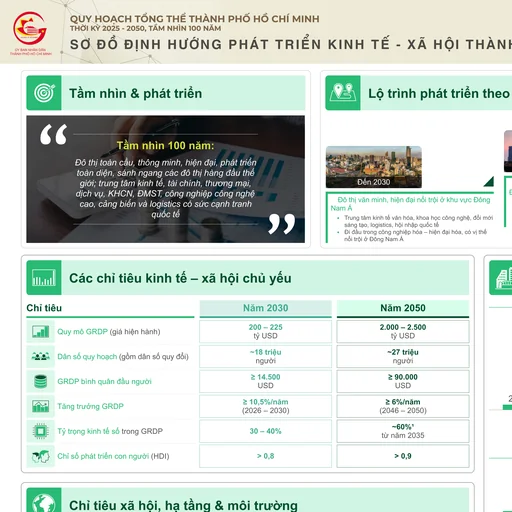 QUY HOẠCH TỔNG THỂ THÀNH PHỐ HỒ CHÍ MINH
THỜI KỲ 2025 - 2050, TẦM NHÌN 100 NĂM
SƠ ĐỒ ĐỊNH HƯỚNG PHÁT TRIỂN KINH TẾ - XÃ HỘI THÀN
ỦY BAN NHÂN DÂN
THÀNH PHỐ HỒ CHÍ MINH
Tầm nhìn & phát triển
Tầm nhìn 100 năm:
Đô thị toàn cầu, thông minh, hiện đại, phát triển
toàn diện, sánh ngang các đô thị hàng đầu thế
giới; trung tâm kinh tế, tài chính, thương mại,
dịch vụ, KHCN, ĐMST, công nghiệp công nghệ
cao, cảng biển và logistics có sức cạnh tranh
quốc tế
Lộ trình phát triển theo
Đến 2030
Đô thị văn minh, hiện đại nổi trội ở khu vực Đông
Nam Á
• Trung tâm kinh tế văn hóa, khoa học công nghệ, đổi mới
sáng tạo, logistics, hội nhập quốc tế
• Đi đầu trong công nghiệp hóa – hiện đại hóa, có vị thế
nổi trội ở Đông Nam Á
Các chỉ tiêu kinh tế – xã hội chủ yếu
Chỉ tiêu Năm 2030 Năm 2050
Quy mô GRDP (giá hiện hành) 200 – 225 tỷ USD 2.000 - 2.500 tỷ USD
Dân số quy hoạch (gồm dân số quy đổi) ~18 triệu người ~27 triệu người
GRDP bình quân đầu người ≥ 14.500 USD ≥ 90.000 USD
Tăng trưởng GRDP ≥ 10,5%/năm (2026 – 2030) ≥ 6%/năm (2046 – 2050)
Tỷ trọng kinh tế số trong GRDP 30 – 40% ~60%¹ từ năm 2035
Chỉ số phát triển con người (HDI) > 0,8 > 0,9
Chỉ tiêu xã hội, hạ tầng & môi trường